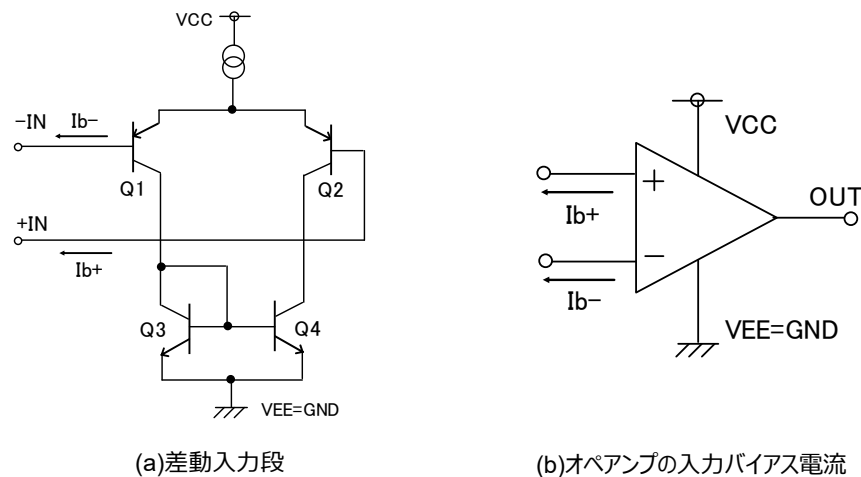 VCC
Ib-
-IN
Q1
Q2
+IN
Ib+
Q3
Q4
VEE=GND
(a)差動入力段
VCC
+
Ib+
OUT
-
Ib-
VEE=GND
(b)オペアンプの入力バイアス電流